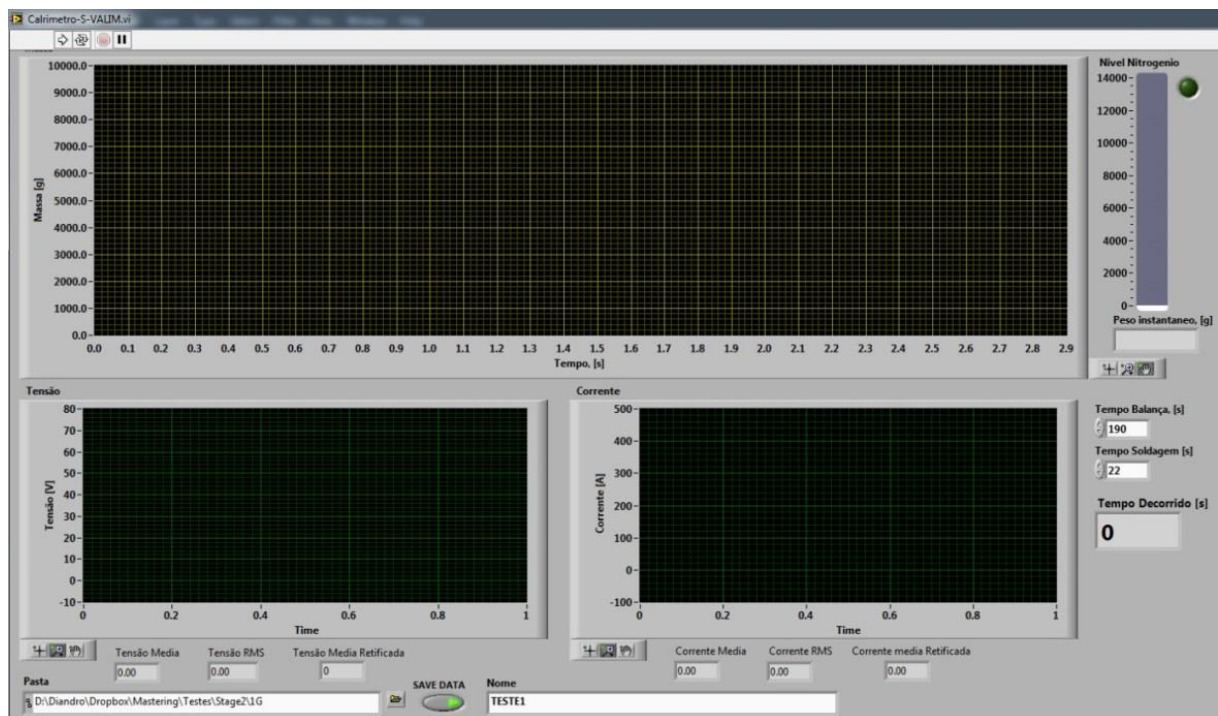 Calrimetro-S-VALIM.vi
Nivel Nitrogenio
10000.0
9000.0
8000.0
7000.0
6000.0
5000.0
4000.0
3000.0
2000.0
1000.0
0.0
Massa [g]
0.0 0.1 0.2 0.3 0.4 0.5 0.6 0.7 0.8 0.9 1.0 1.1 1.2 1.3 1.4 1.5 1.6 1.7 1.8 1.9 2.0 2.1 2.2 2.3 2.4 2.5 2.6 2.7 2.8 2.9
Tempo, [s]
14000
12000
10000
8000
6000
4000
2000
0
Peso instantaneo, [g]
Tensão
80
70
60
50
40
30
20
10
0
-10
Tensão [V]
0 0.2 0.4 0.6 0.8 1
Time
Corrente
500
400
300
200
100
0
-100
Corrente [A]
0 0.2 0.4 0.6 0.8 1
Time
Tempo Balança, [s]
190
Tempo Soldagem [s]
22
Tempo Decorrido [s]
0
Tensão Media Tensão RMS Tensão Media Retificada
0.00 0.00 0
Corrente Media Corrente RMS Corrente media Retificada
0.00 0.00 0.00
Pasta
D:\Diandro\Dropbox\Mastering\Testes\Stage2\1G
SAVE DATA
Nome
TESTE1